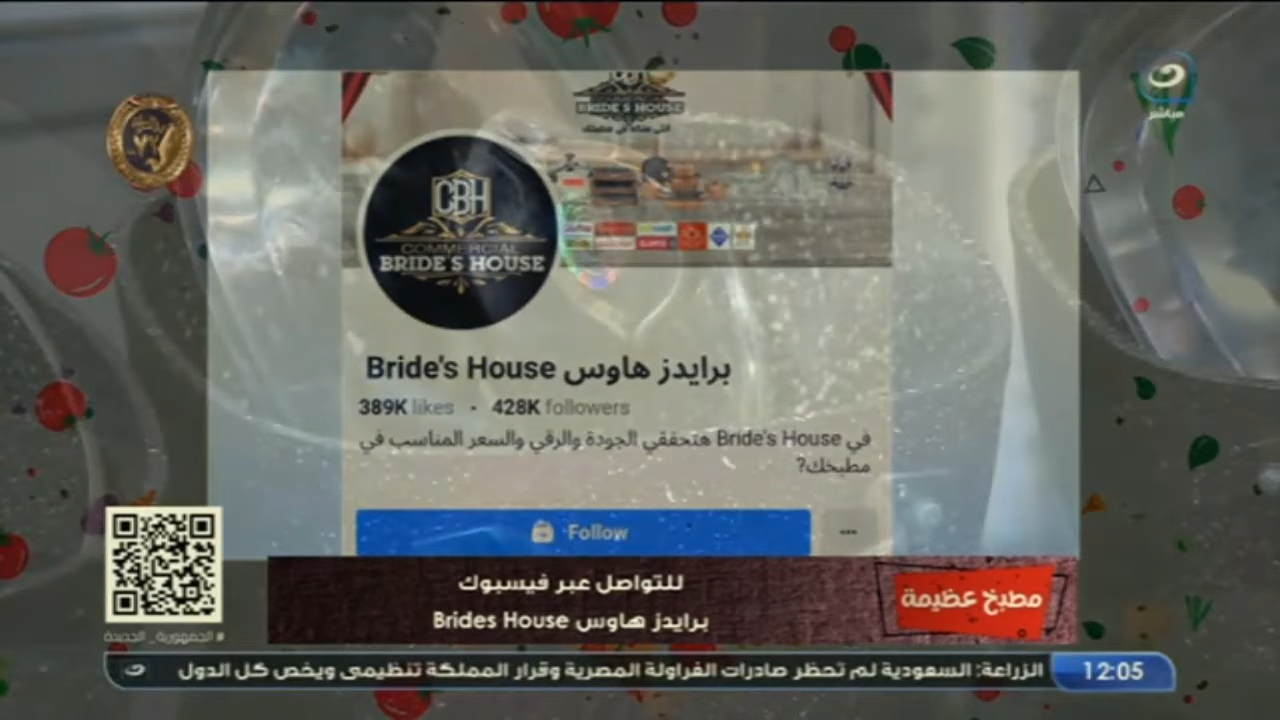 مباشر
BRIDE'S HOUSE
CBH
COMMERCIAL
BRIDE'S HOUSE
Bride's House برايدز هاوس
389K likes · 428K followers
في Bride's House هتحققي الجودة والرقي والسعر المناسب في
مطبخك?
Follow
للتواصل عبر فيسبوك
برايدز هاوس Brides House
مطبخ عظيمة
# الجمهورية_الجديدة
12:05
الزراعة: السعودية لم تحظر صادرات الفراولة المصرية وقرار المملكة تنظيمى ويخص كل الدول